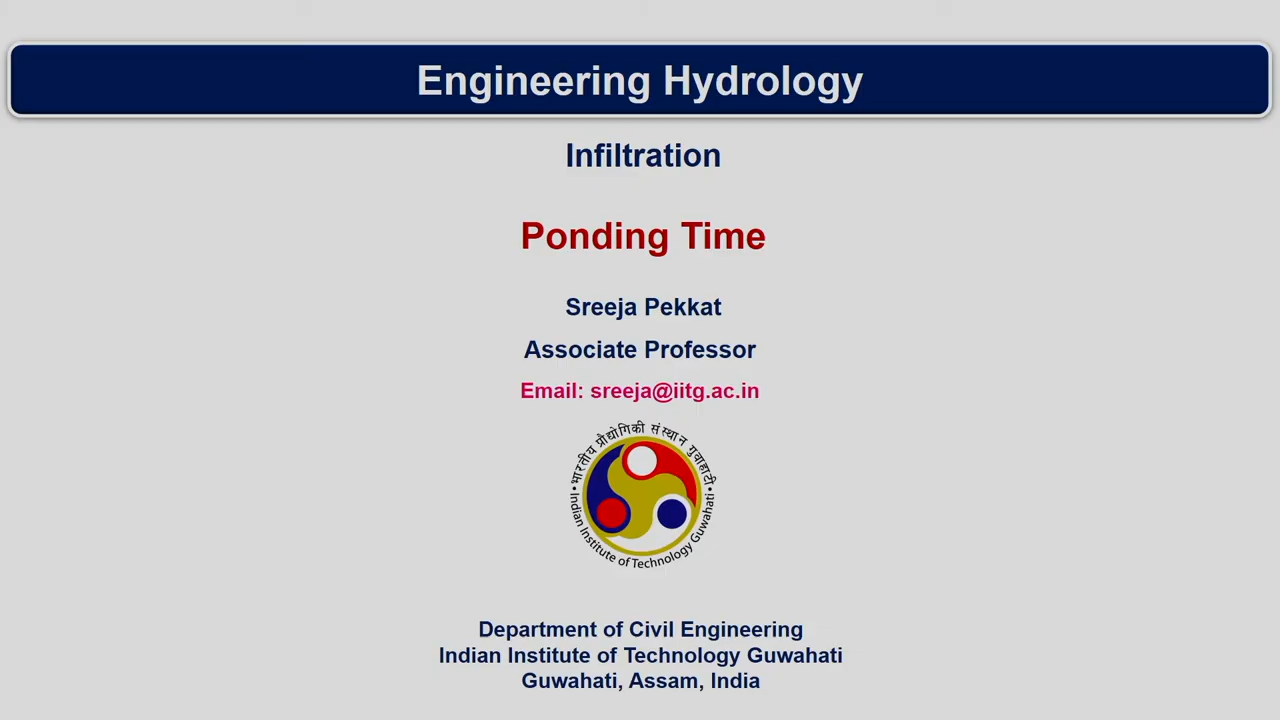 Engineering Hydrology
Infiltration
Ponding Time
Sreeja Pekkat
Associate Professor
Email: sreeja@iitg.ac.in
भारतीय प्रौद्योगिकी संस्थान गुवाहाटी
Indian Institute of Technology Guwahati
Department of Civil Engineering
Indian Institute of Technology Guwahati
Guwahati, Assam, India